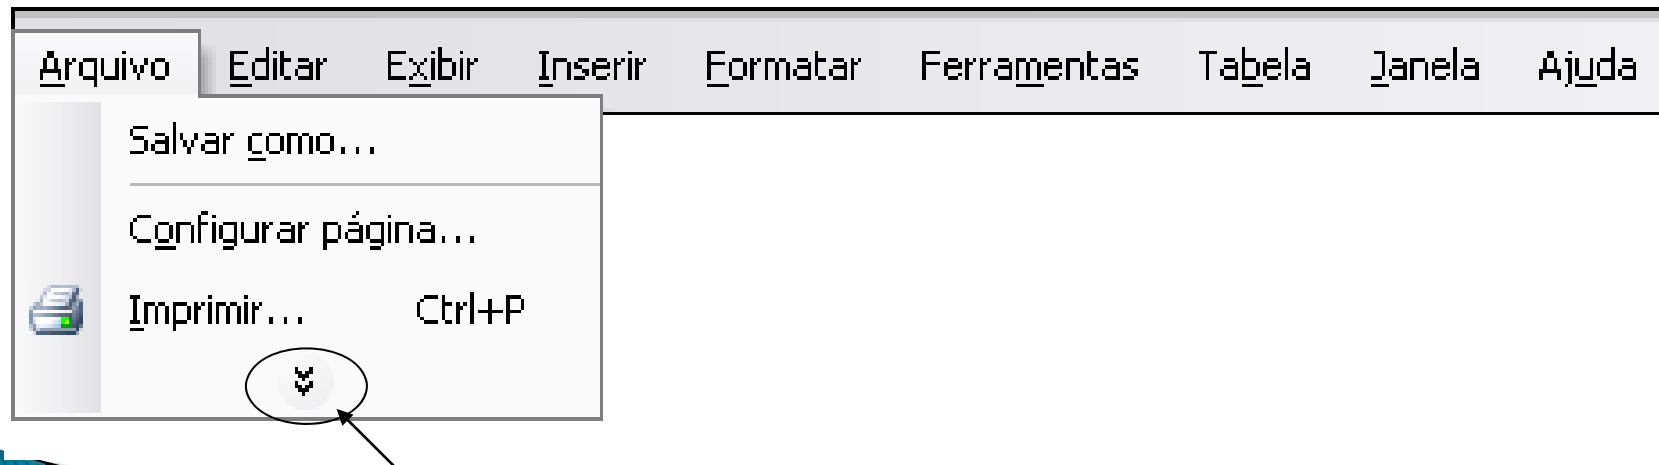 Arquivo Editar Exibir Inserir Formatar Ferramentas Tabela Janela Ajuda
Salvar como...
Configurar página...
Imprimir... Ctrl+P